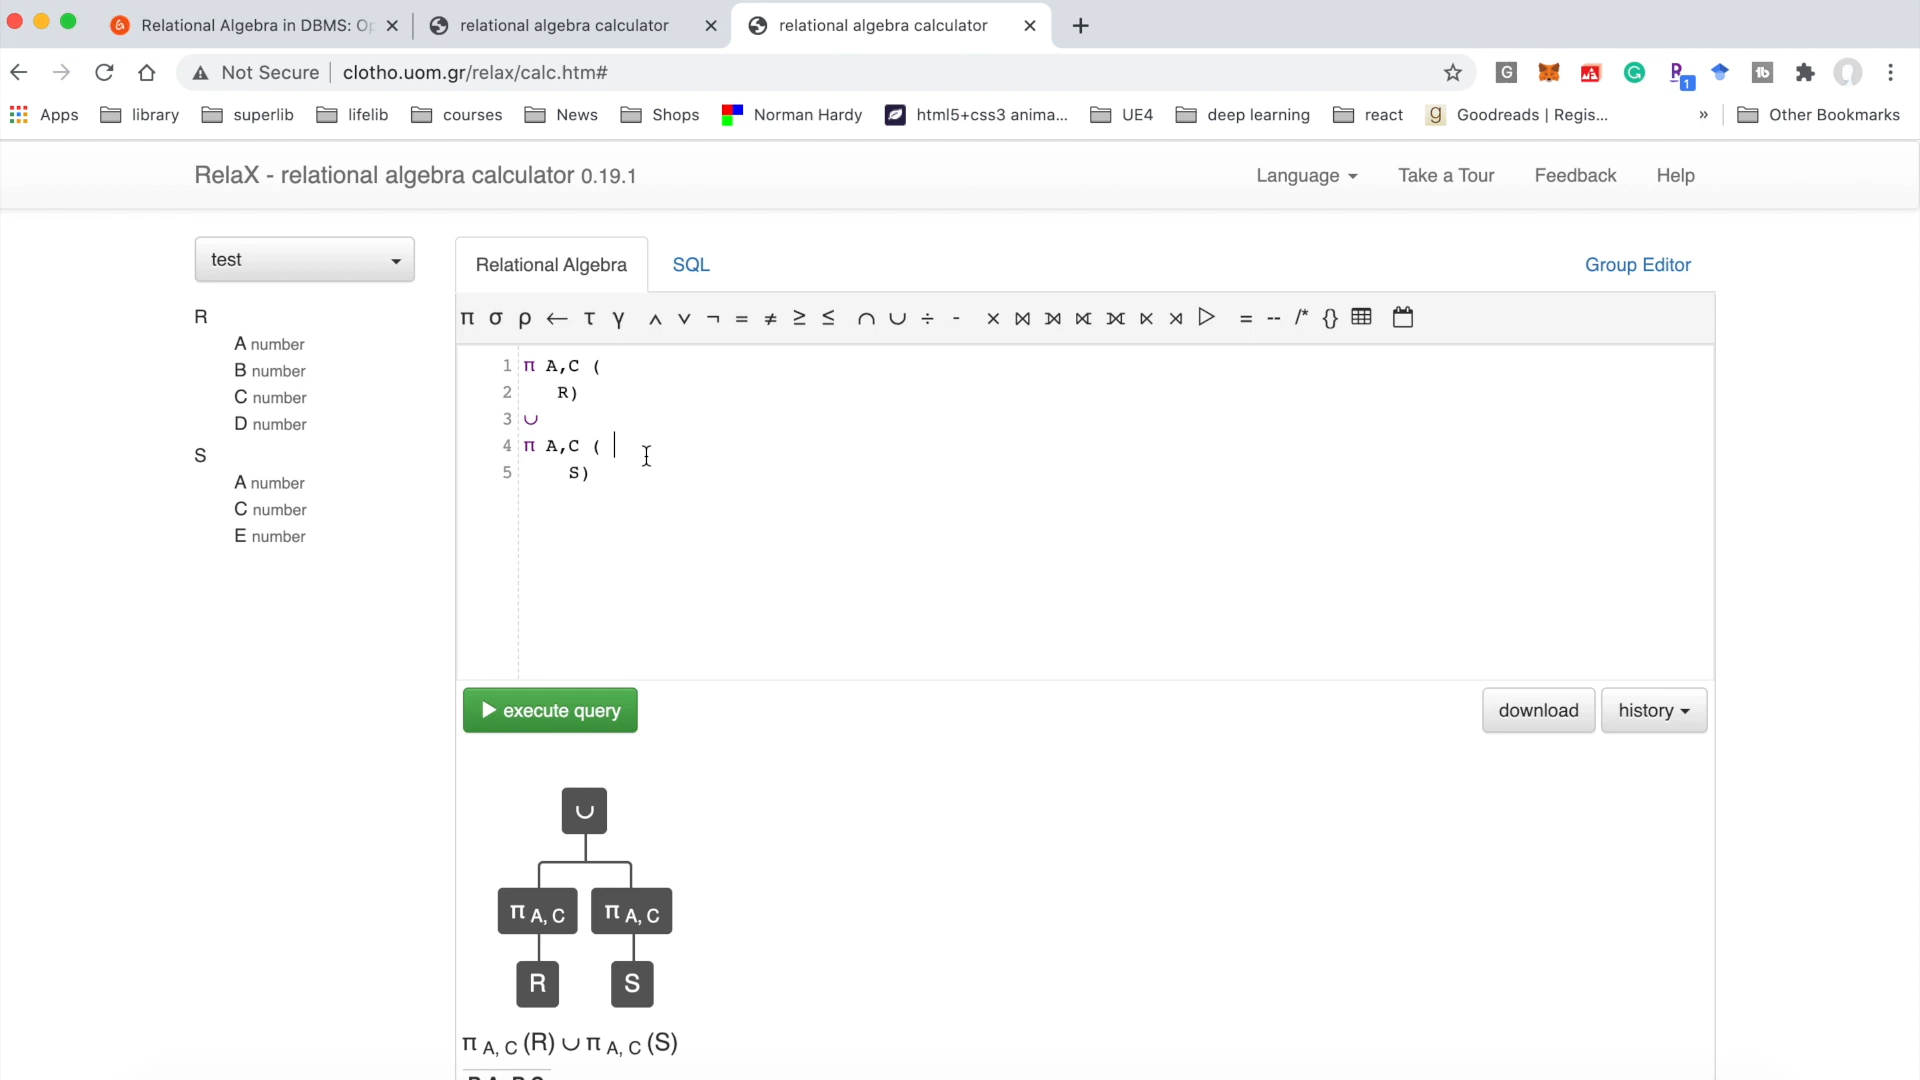 Relational Algebra in DBMS: Op
relational algebra calculator
relational algebra calculator
Not Secure
clotho.uom.gr/relax/calc.htm#
Apps
library
superlib
lifelib
courses
News
Shops
Norman Hardy
html5+css3 anima...
UE4
deep learning
react
Goodreads | Regis...
»
Other Bookmarks
RelaX - relational algebra calculator 0.19.1
Language
Take a Tour
Feedback
Help
test
Relational Algebra
SQL
Group Editor
R
A number
B number
C number
D number
S
A number
C number
E number
π σ ρ ← τ γ ∧ ∨ ¬ = ≠ ≥ ≤ ∩ ∪ ÷ - × ⨝ ⟕ ⟖ ⟗ ⋉ ⋊ ▷ = -- /* {}
1 π A,C (
2 R)
3 ∪
4 π A,C (
5 S)
execute query
download
history
∪
π A, C
π A, C
R
S
π A, C (R) ∪ π A, C (S)